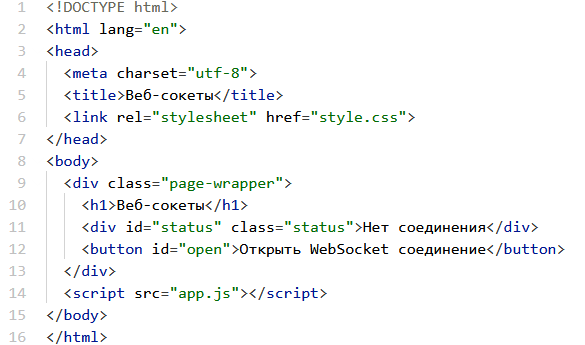 1 <!DOCTYPE html>
2 <html lang="en">
3 <head>
4 <meta charset="utf-8">
5 <title>Веб-сокеты</title>
6 <link rel="stylesheet" href="style.css">
7 </head>
8 <body>
9 <div class="page-wrapper">
10 <h1>Веб-сокеты</h1>
11 <div id="status" class="status">Нет соединения</div>
12 <button id="open">Открыть WebSocket соединение</button>
13 </div>
14 <script src="app.js"></script>
15 </body>
16 </html>